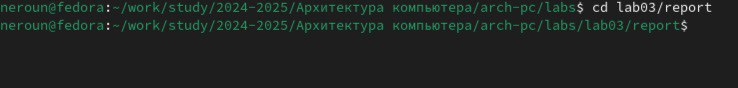 neroun@fedora:~/work/study/2024-2025/Архитектура компьютера/arch-pc/labs$ cd lab03/report
neroun@fedora:~/work/study/2024-2025/Архитектура компьютера/arch-pc/labs/lab03/report$